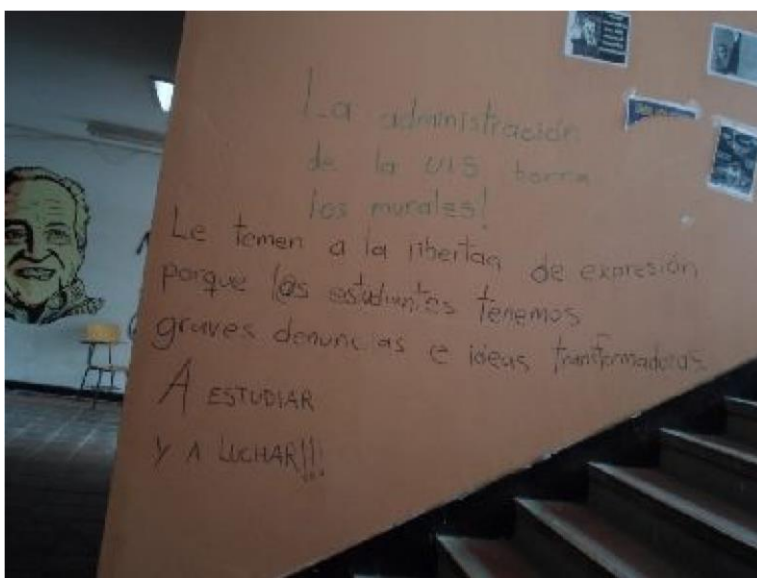 La administración
de la UIS borra
los murales!
Le temen a la libertad de expresión
porque l@s estudiantes tenemos
graves denuncias e ideas transformadoras
A ESTUDIAR
Y A LUCHAR!!!